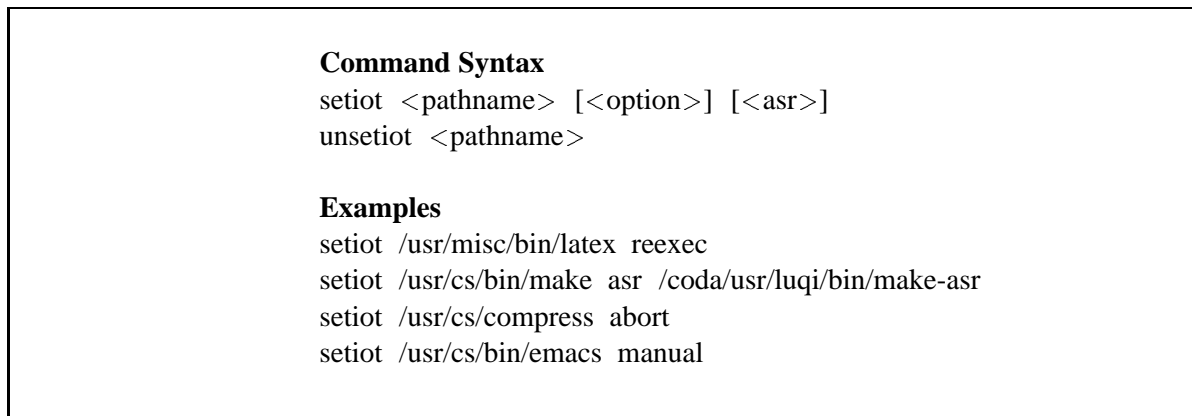 Command Syntax
setiot <pathname> [<option>] [<asr>]
unsetiot <pathname>
Examples
setiot /usr/misc/bin/latex reexec
setiot /usr/cs/bin/make asr /coda/usr/luqi/bin/make-asr
setiot /usr/cs/compress abort
setiot /usr/cs/bin/emacs manual